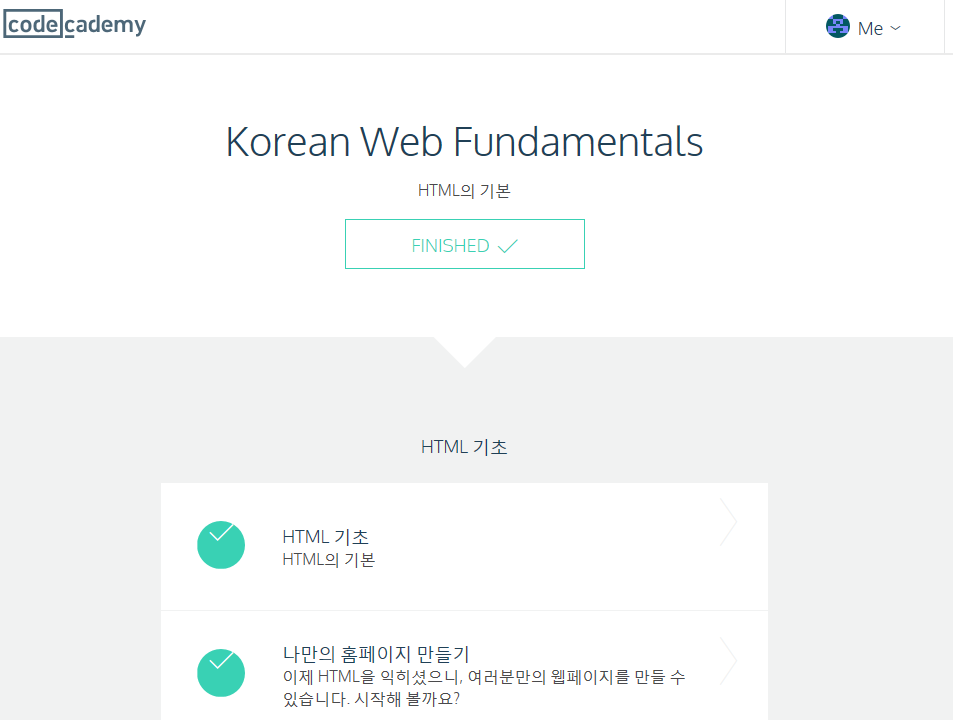 codecademy
Me
Korean Web Fundamentals
HTML의 기본
FINISHED
HTML 기초
HTML 기초
HTML의 기본
나만의 홈페이지 만들기
이제 HTML을 익히셨으니, 여러분만의 웹페이지를 만들 수
있습니다. 시작해 볼까요?